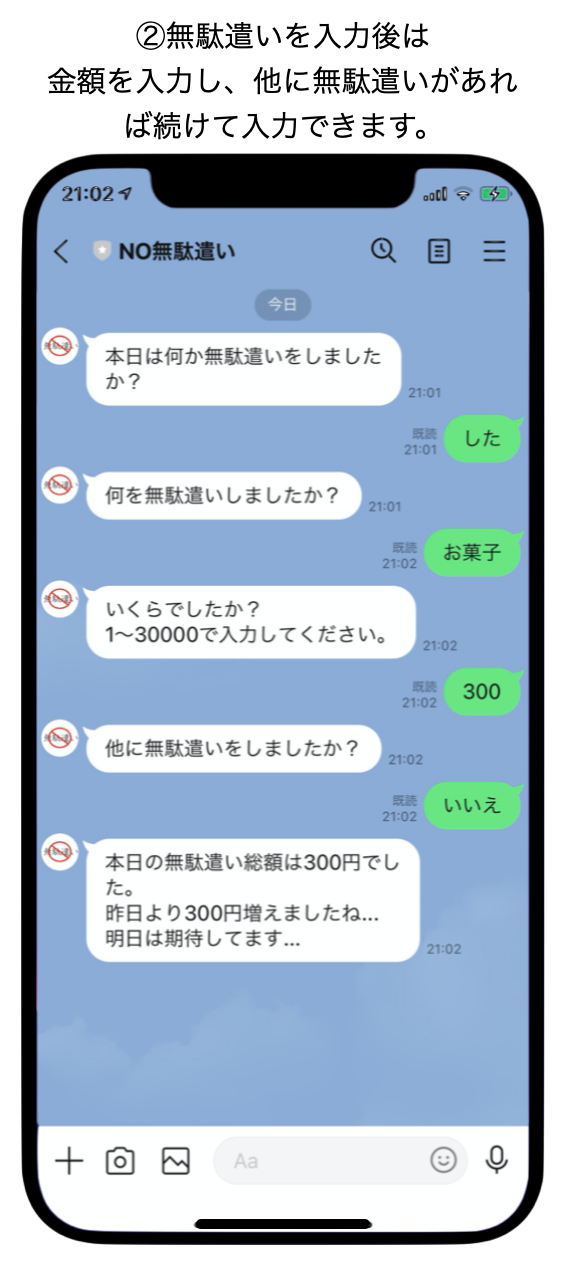 ②無駄遣いを入力後は
金額を入力し、他に無駄遣いがあれ
ば続けて入力できます。
21:02
NO無駄遣い
今日
本日は何か無駄遣いをしました
か？
21:01
既読
21:01
した
何を無駄遣いしましたか？
21:01
既読
21:02
お菓子
いくらでしたか？
1〜30000で入力してください。
21:02
既読
21:02
300
他に無駄遣いをしましたか？
21:02
既読
21:02
いいえ
本日の無駄遣い総額は300円でし
た。
昨日より300円増えましたね...
明日は期待してます...
21:02
Aa